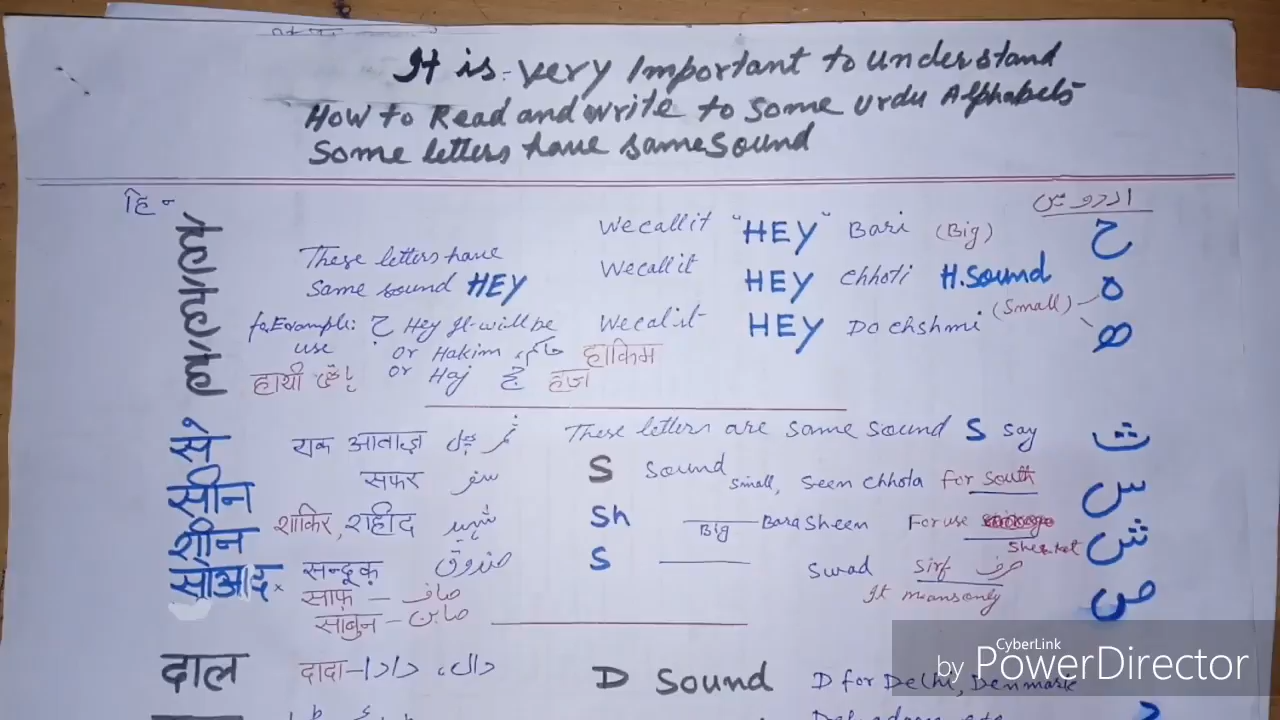 It is very Important to understand
How to Read and write to some urdu Alphabets
Some letters have same sound
हि॰
اردو میں
We call it "HEY" Bari (Big) ح
These letters have
same sound HEY
We call it HEY chhoti H.Sound ہ
(Small)
for Example: ح Hey It will be
use or Hakim حاکم हाकिम
We cal it HEY Do chshmi ھ
हाथी ہاتھی or Haj حج हज
से एक आवाज़ These letters are same sound S say ث
सीन सफर سفر S Sound small, seen chhota for south س
शीन शाकिर, शहीद شہید Sh Big Bara Sheen For use ش
सोआद सन्दूक़ صندوق S Swad sirf صرف ص
It means only
साफ़ – صاف
साबुन – صابن
दाल दादा – دال، دادا D Sound D for Delhi, Denmark
CyberLink
by PowerDirector